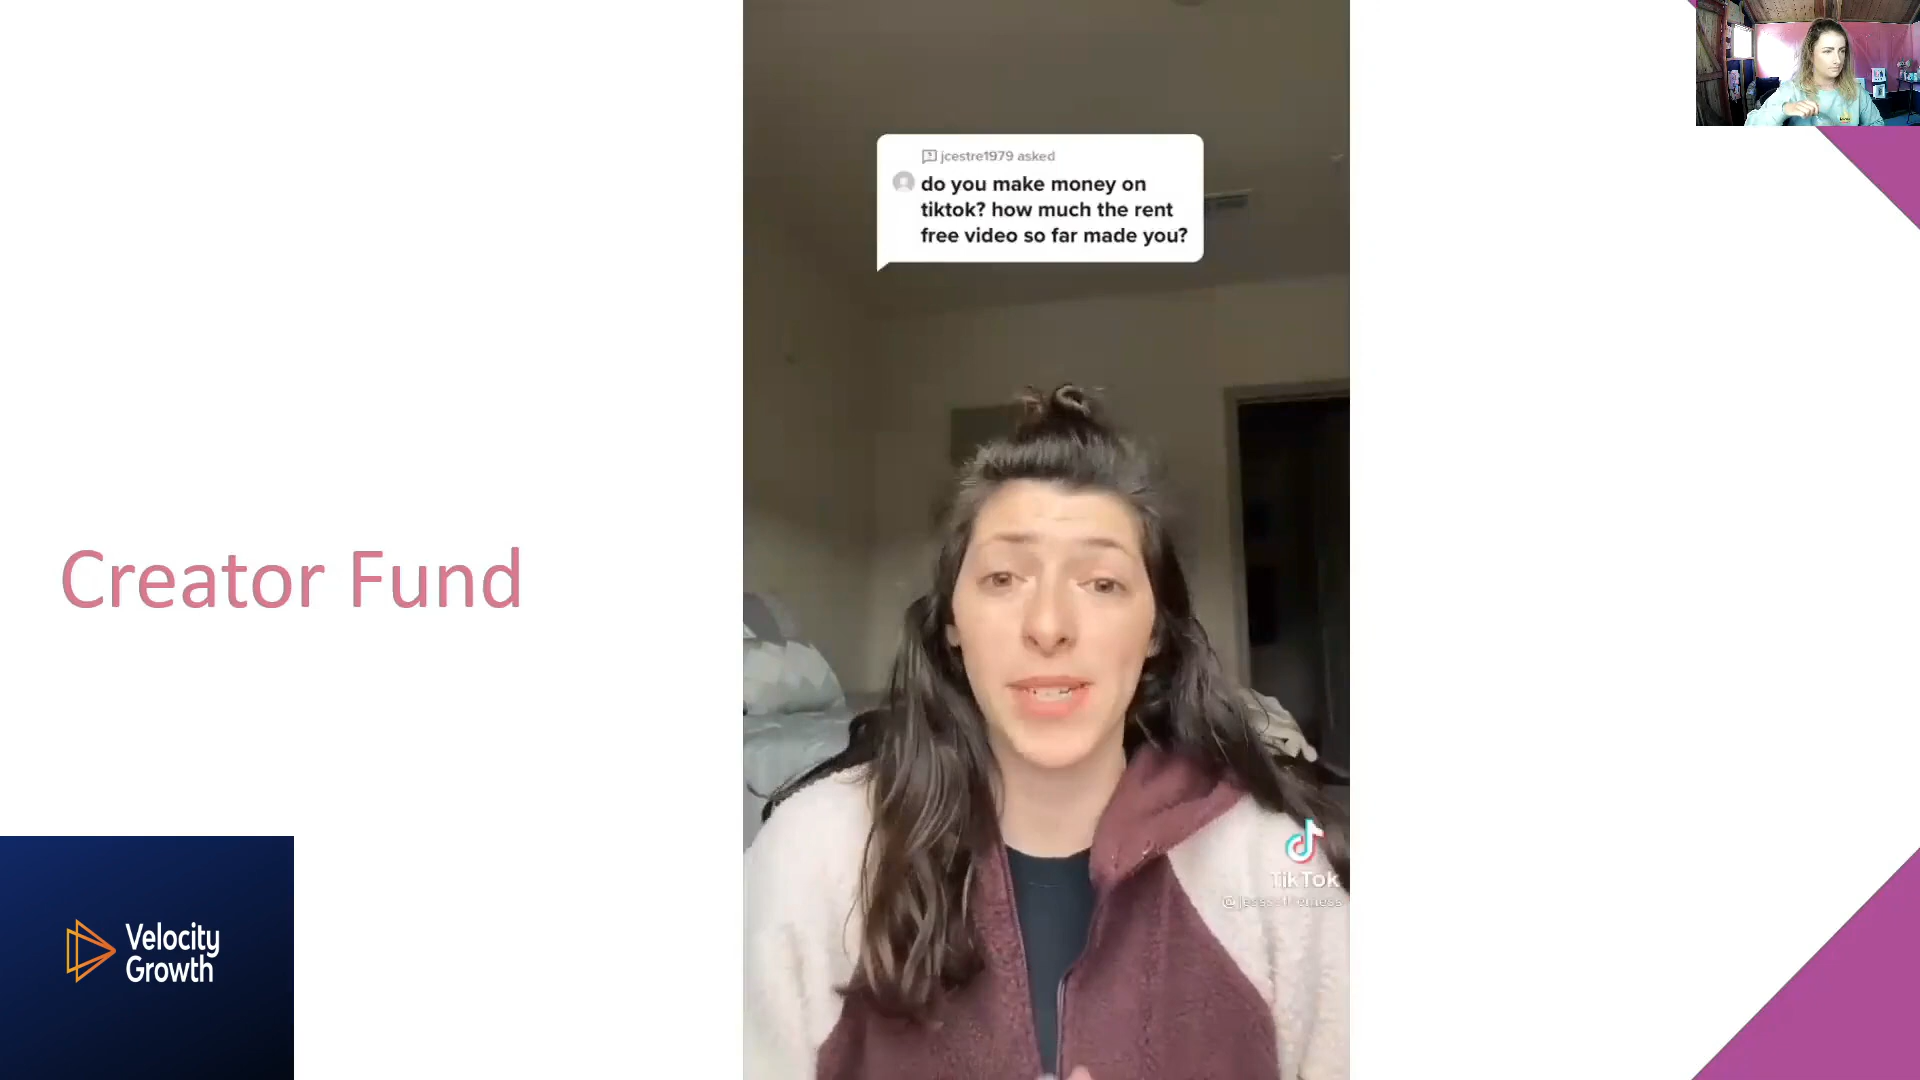 jcestre1979 asked
do you make money on
tiktok? how much the rent
free video so far made you?
Creator Fund
TikTok
Velocity
Growth